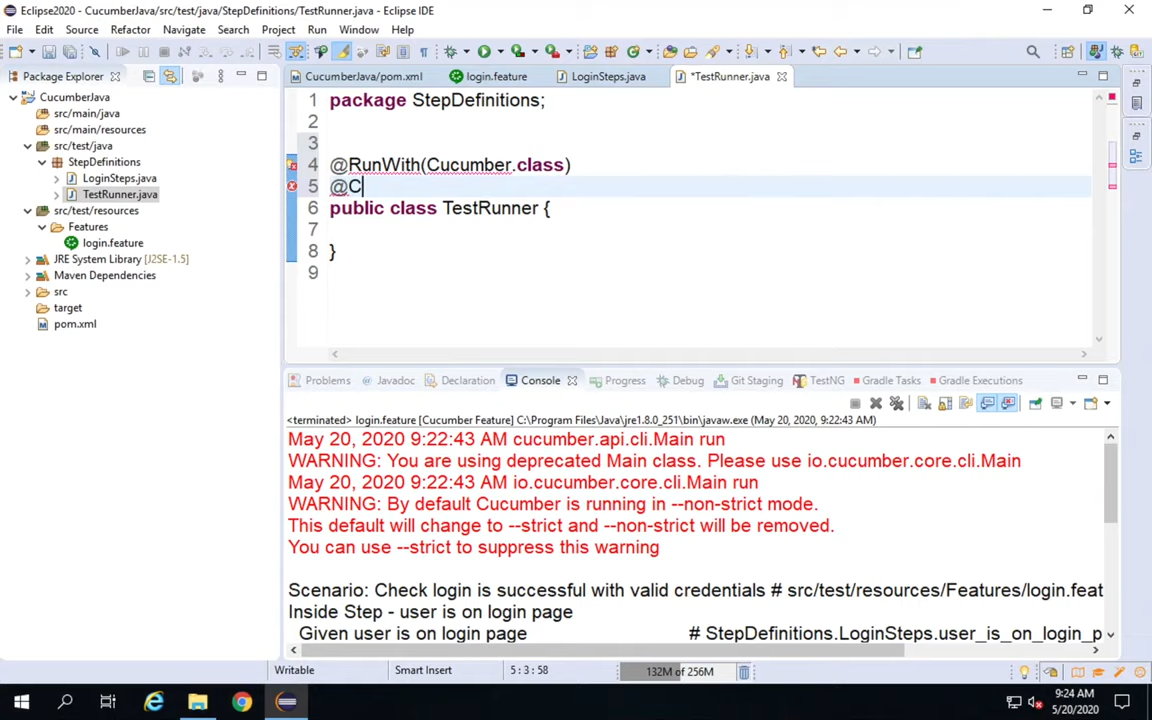 Eclipse2020 - CucumberJava/src/test/java/StepDefinitions/TestRunner.java - Eclipse IDE
File Edit Source Refactor Navigate Search Project Run Window Help
Package Explorer
CucumberJava/pom.xml login.feature LoginSteps.java *TestRunner.java
CucumberJava
src/main/java
src/main/resources
src/test/java
StepDefinitions
LoginSteps.java
TestRunner.java
src/test/resources
Features
login.feature
JRE System Library [J2SE-1.5]
Maven Dependencies
src
target
pom.xml
1 package StepDefinitions;
2
3
4 @RunWith(Cucumber.class)
5 @C
6 public class TestRunner {
7
8 }
9
Problems Javadoc Declaration Console Progress Debug Git Staging TestNG Gradle Tasks Gradle Executions
<terminated> login.feature [Cucumber Feature] C:\Program Files\Java\jre1.8.0_251\bin\javaw.exe (May 20, 2020, 9:22:43 AM)
May 20, 2020 9:22:43 AM cucumber.api.cli.Main run
WARNING: You are using deprecated Main class. Please use io.cucumber.core.cli.Main
May 20, 2020 9:22:43 AM io.cucumber.core.cli.Main run
WARNING: By default Cucumber is running in --non-strict mode.
This default will change to --strict and --non-strict will be removed.
You can use --strict to suppress this warning
Scenario: Check login is successful with valid credentials # src/test/resources/Features/login.feat
Inside Step - user is on login page
Given user is on login page # StepDefinitions.LoginSteps.user_is_on_login_p
Writable Smart Insert 5 : 3 : 58 132M of 256M
9:24 AM
5/20/2020